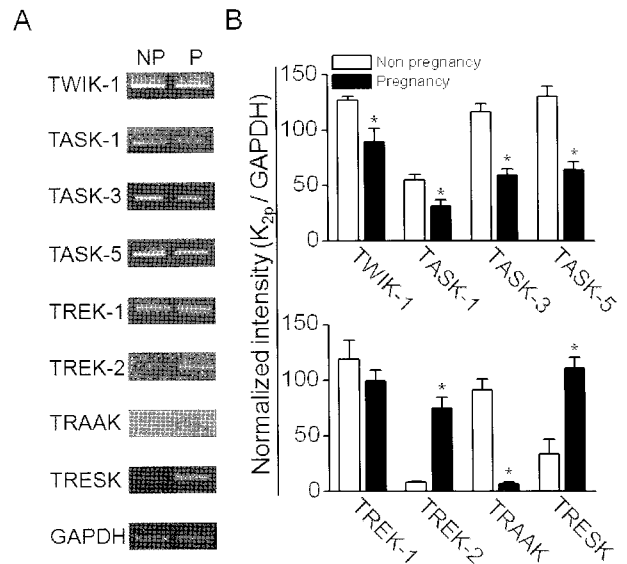 A
NP P
TWIK-1
TASK-1
TASK-3
TASK-5
TREK-1
TREK-2
TRAAK
TRESK
GAPDH
B
Non pregnancy
Pregnancy
Normalized intensity (K2p / GAPDH)
150
100
50
0
* * * *
TWIK-1 TASK-1 TASK-3 TASK-5
150
100
50
0
* * *
TREK-1 TREK-2 TRAAK TRESK